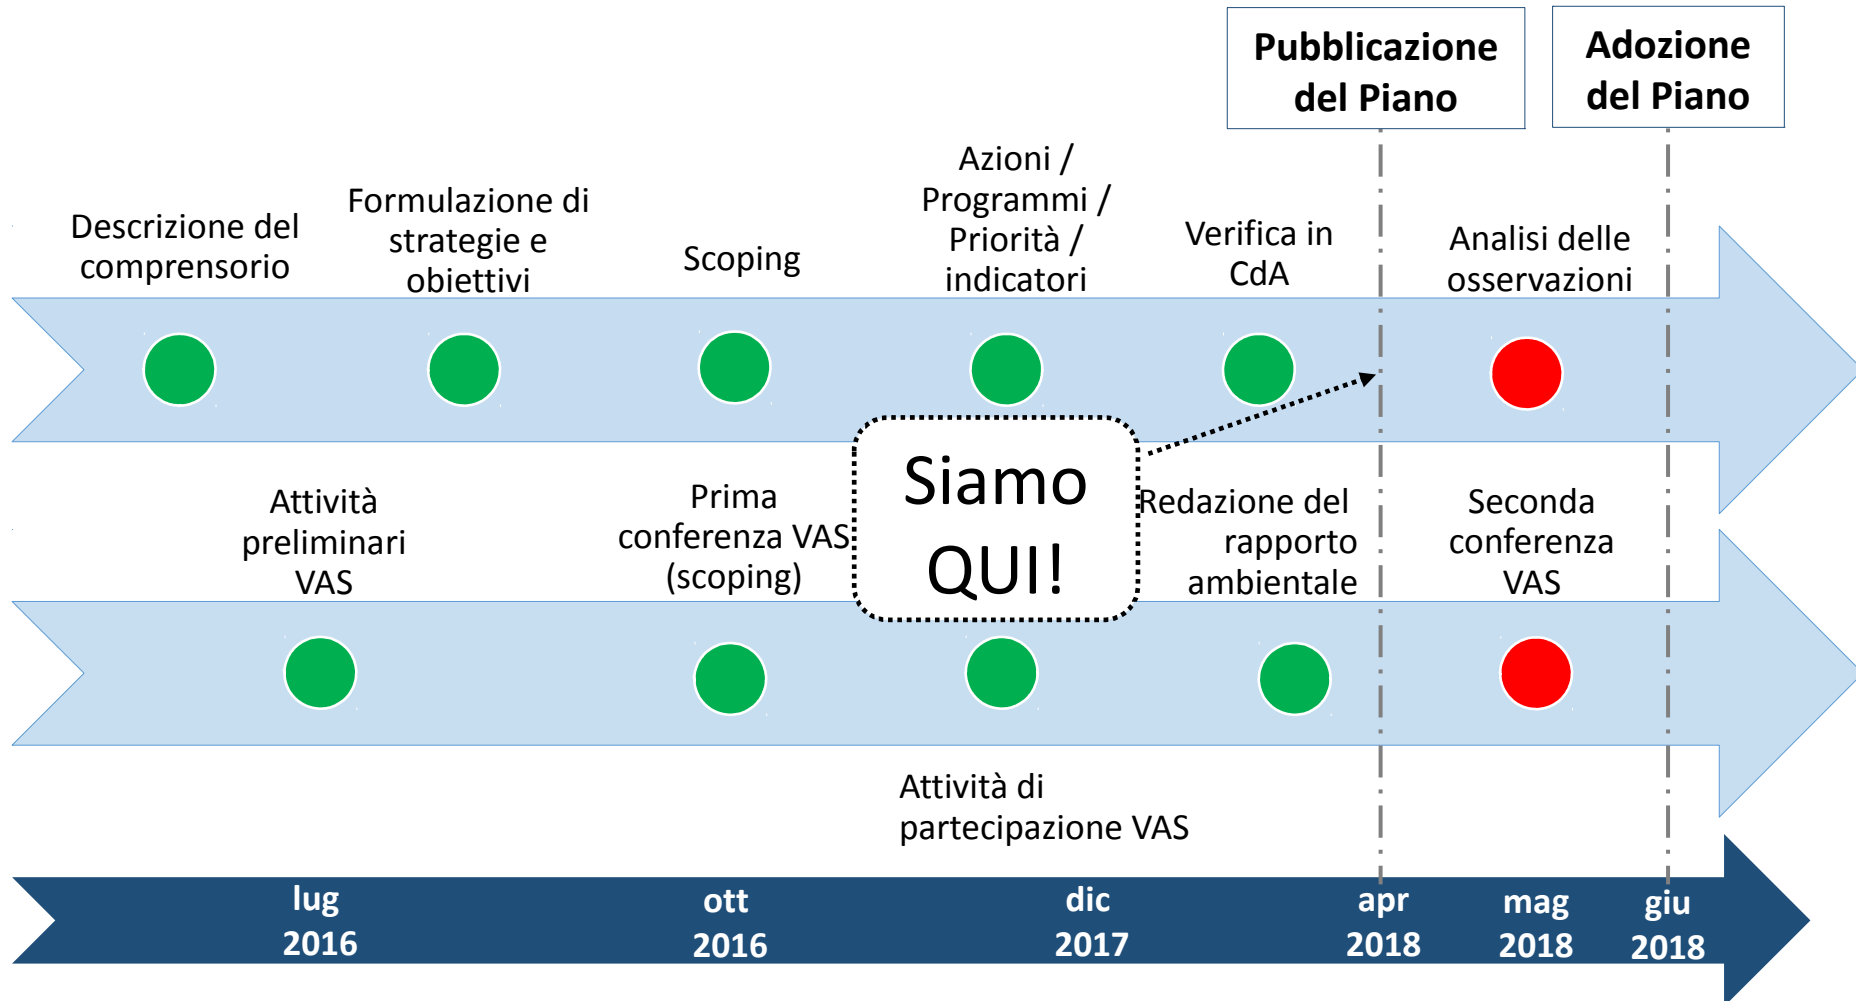 Pubblicazione
del Piano
Adozione
del Piano
Descrizione del
comprensorio
Formulazione di
strategie e
obiettivi
Scoping
Azioni /
Programmi /
Priorità /
indicatori
Verifica in
CdA
Analisi delle
osservazioni
Siamo
QUI!
Attività
preliminari
VAS
Prima
conferenza VAS
(scoping)
Redazione del
rapporto
ambientale
Seconda
conferenza
VAS
Attività di
partecipazione VAS
lug
2016
ott
2016
dic
2017
apr
2018
mag
2018
giu
2018